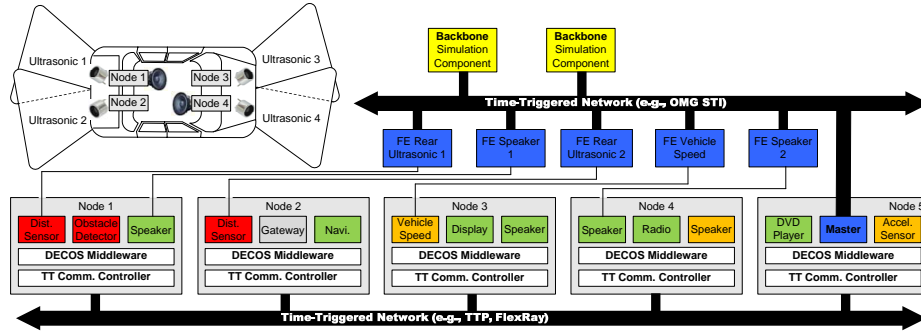 Ultrasonic 1
Ultrasonic 2
Ultrasonic 3
Ultrasonic 4
Node 1
Node 2
Node 3
Node 4
Backbone
Simulation
Component
Backbone
Simulation
Component
Time-Triggered Network (e.g., OMG STI)
FE Rear
Ultrasonic 1
FE Speaker
1
FE Rear
Ultrasonic 2
FE Vehicle
Speed
FE Speaker
2
Node 1
Dist.
Sensor
Obstacle
Detector
Speaker
DECOS Middleware
TT Comm. Controller
Node 2
Dist.
Sensor
Gateway
Navi.
DECOS Middleware
TT Comm. Controller
Node 3
Vehicle
Speed
Display
Speaker
DECOS Middleware
TT Comm. Controller
Node 4
Speaker
Radio
Speaker
DECOS Middleware
TT Comm. Controller
Node 5
DVD
Player
Master
Accel.
Sensor
DECOS Middleware
TT Comm. Controller
Time-Triggered Network (e.g., TTP, FlexRay)